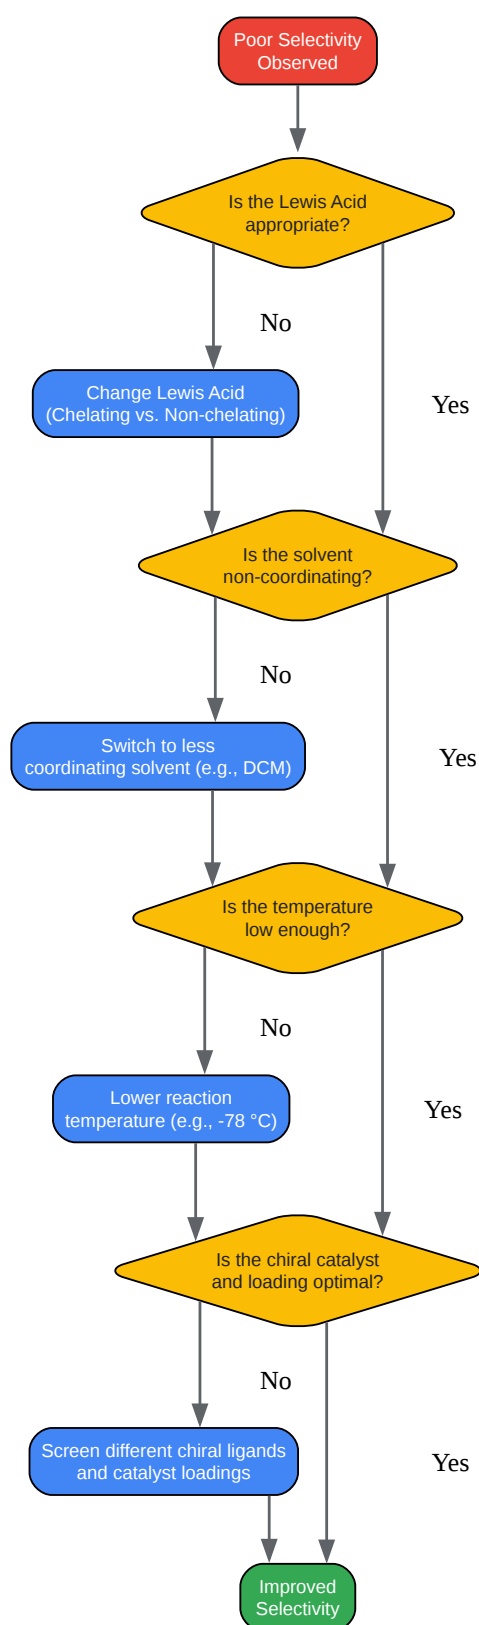 Poor Selectivity
Observed
Is the Lewis Acid
appropriate?
No
Change Lewis Acid
(Chelating vs. Non-chelating)
Yes
Is the solvent
non-coordinating?
No
Switch to less
coordinating solvent (e.g., DCM)
Yes
Is the temperature
low enough?
No
Lower reaction
temperature (e.g., -78 °C)
Yes
Is the chiral catalyst
and loading optimal?
No
Screen different chiral ligands
and catalyst loadings
Yes
Improved
Selectivity